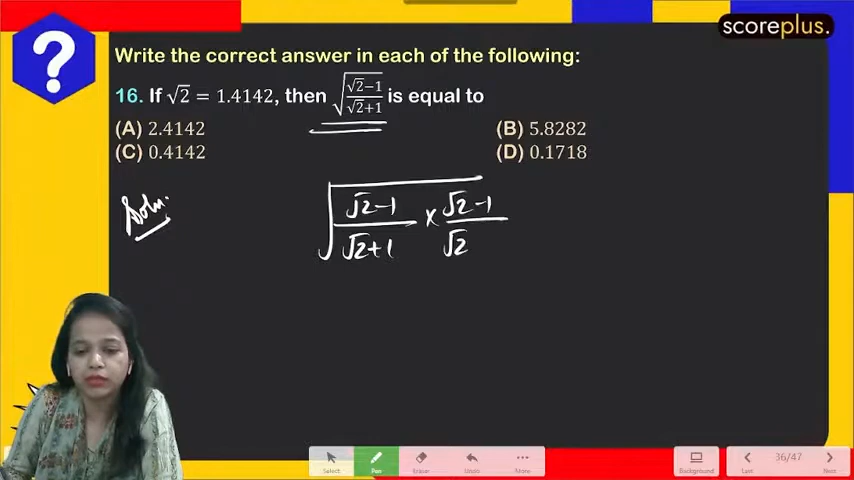 scoreplus.
?
Write the correct answer in each of the following:
16. If √2 = 1.4142, then √((√2−1)/(√2+1)) is equal to
(A) 2.4142 (B) 5.8282
(C) 0.4142 (D) 0.1718
Soln.
√((√2−1)/(√2+1) × (√2−1)/√2
Select Pen Eraser Undo More Background Last 36/47 Next